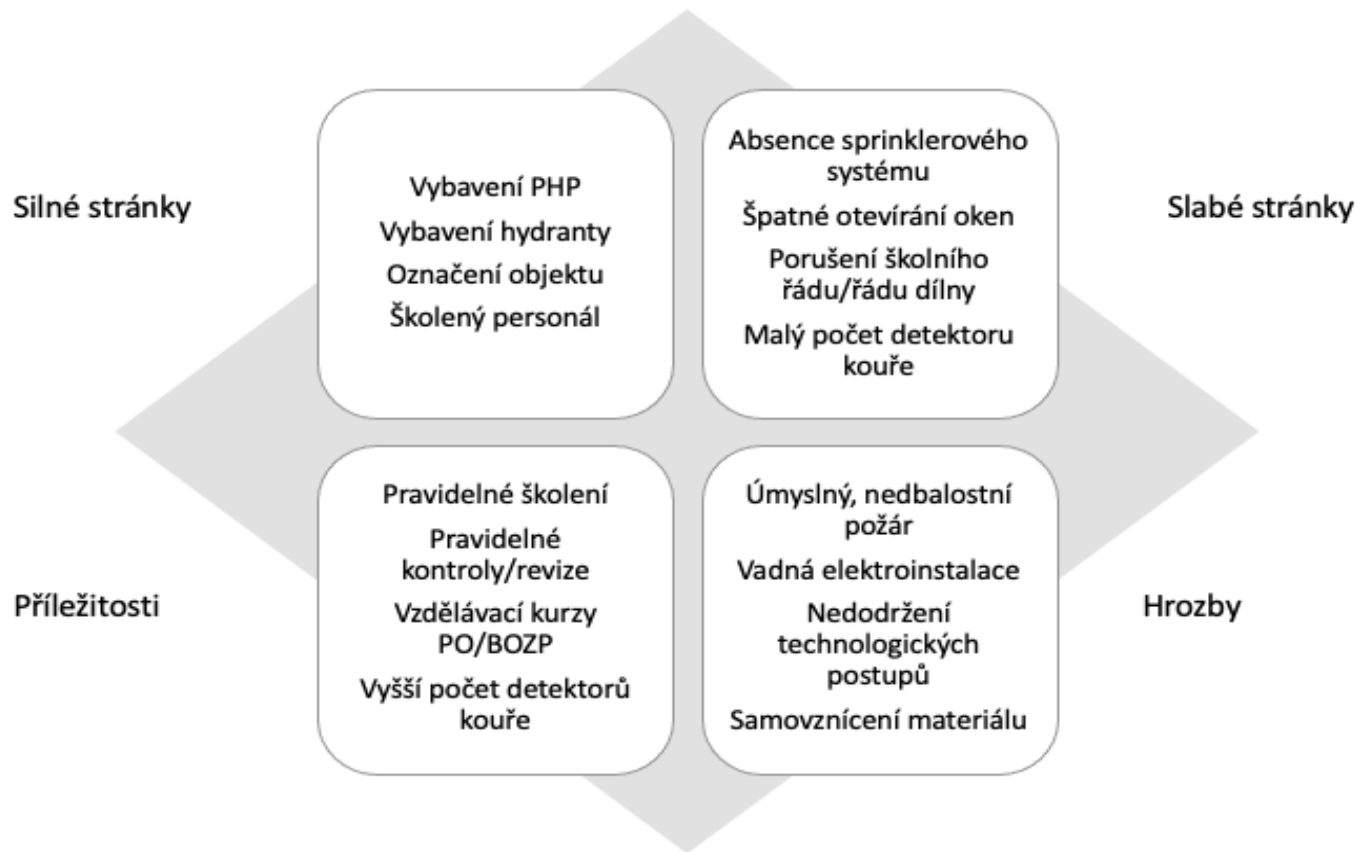 Silné stránky
Vybavení PHP
Vybavení hydranty
Označení objektu
Školený personál
Absence sprinklerového
systému
Špatné otevírání oken
Porušení školního
řádu/řádu dílny
Malý počet detektoru
kouře
Slabé stránky
Příležitosti
Pravidelné školení
Pravidelné
kontroly/revize
Vzdělávací kurzy
PO/BOZP
Vyšší počet detektorů
kouře
Úmyslný, nedbalostní
požár
Vadná elektroinstalace
Nedodržení
technologických
postupů
Samovznícení materiálu
Hrozby